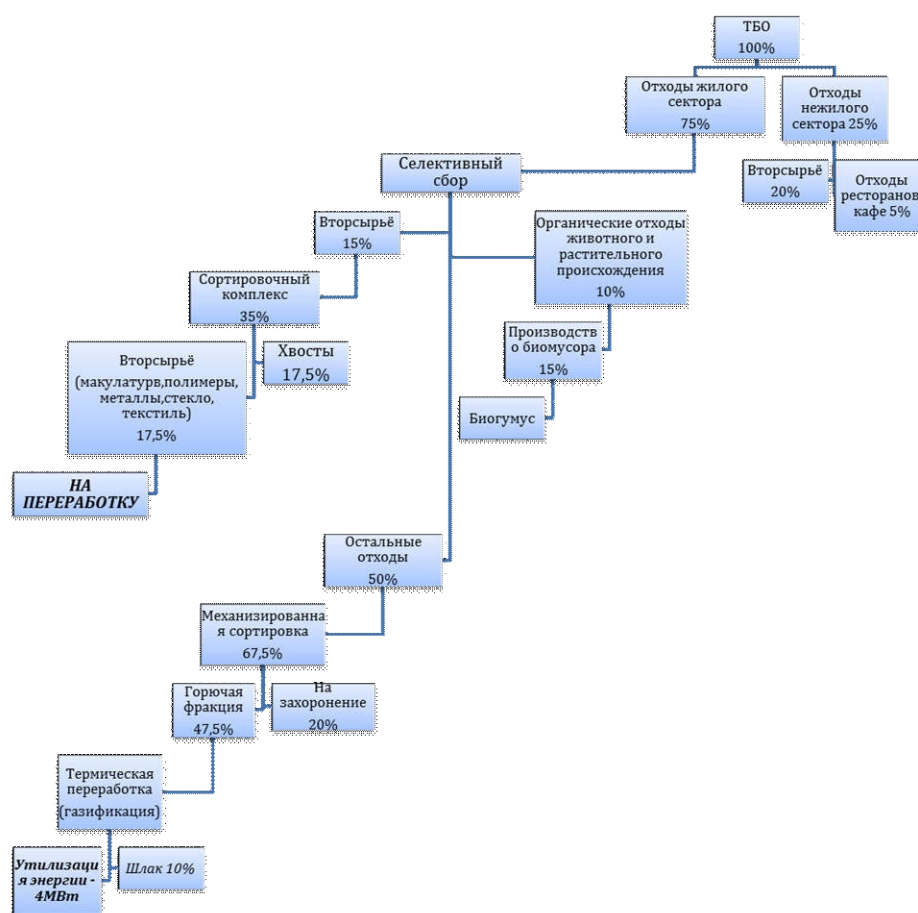 ТБО
100%
Отходы жилого
сектора
75%
Отходы
нежилого
сектора 25%
Селективный
сбор
Вторсырьё
20%
Отходы
ресторанов
кафе 5%
Вторсырьё
15%
Органические отходы
животного и
растительного
происхождения
10%
Сортировочный
комплекс
35%
Производств
о биомусора
15%
Хвосты
17,5%
Вторсырьё
(макулатурв,полимеры,
металлы,стекло,
текстиль)
17,5%
Биогумус
НА
ПЕРЕРАБОТКУ
Остальные
отходы
50%
Механизированна
я сортировка
67,5%
Горючая
фракция
47,5%
На
захоронение
20%
Термическая
переработка
(газификация)
Утилизаци
я энергии -
4МВт
Шлак 10%